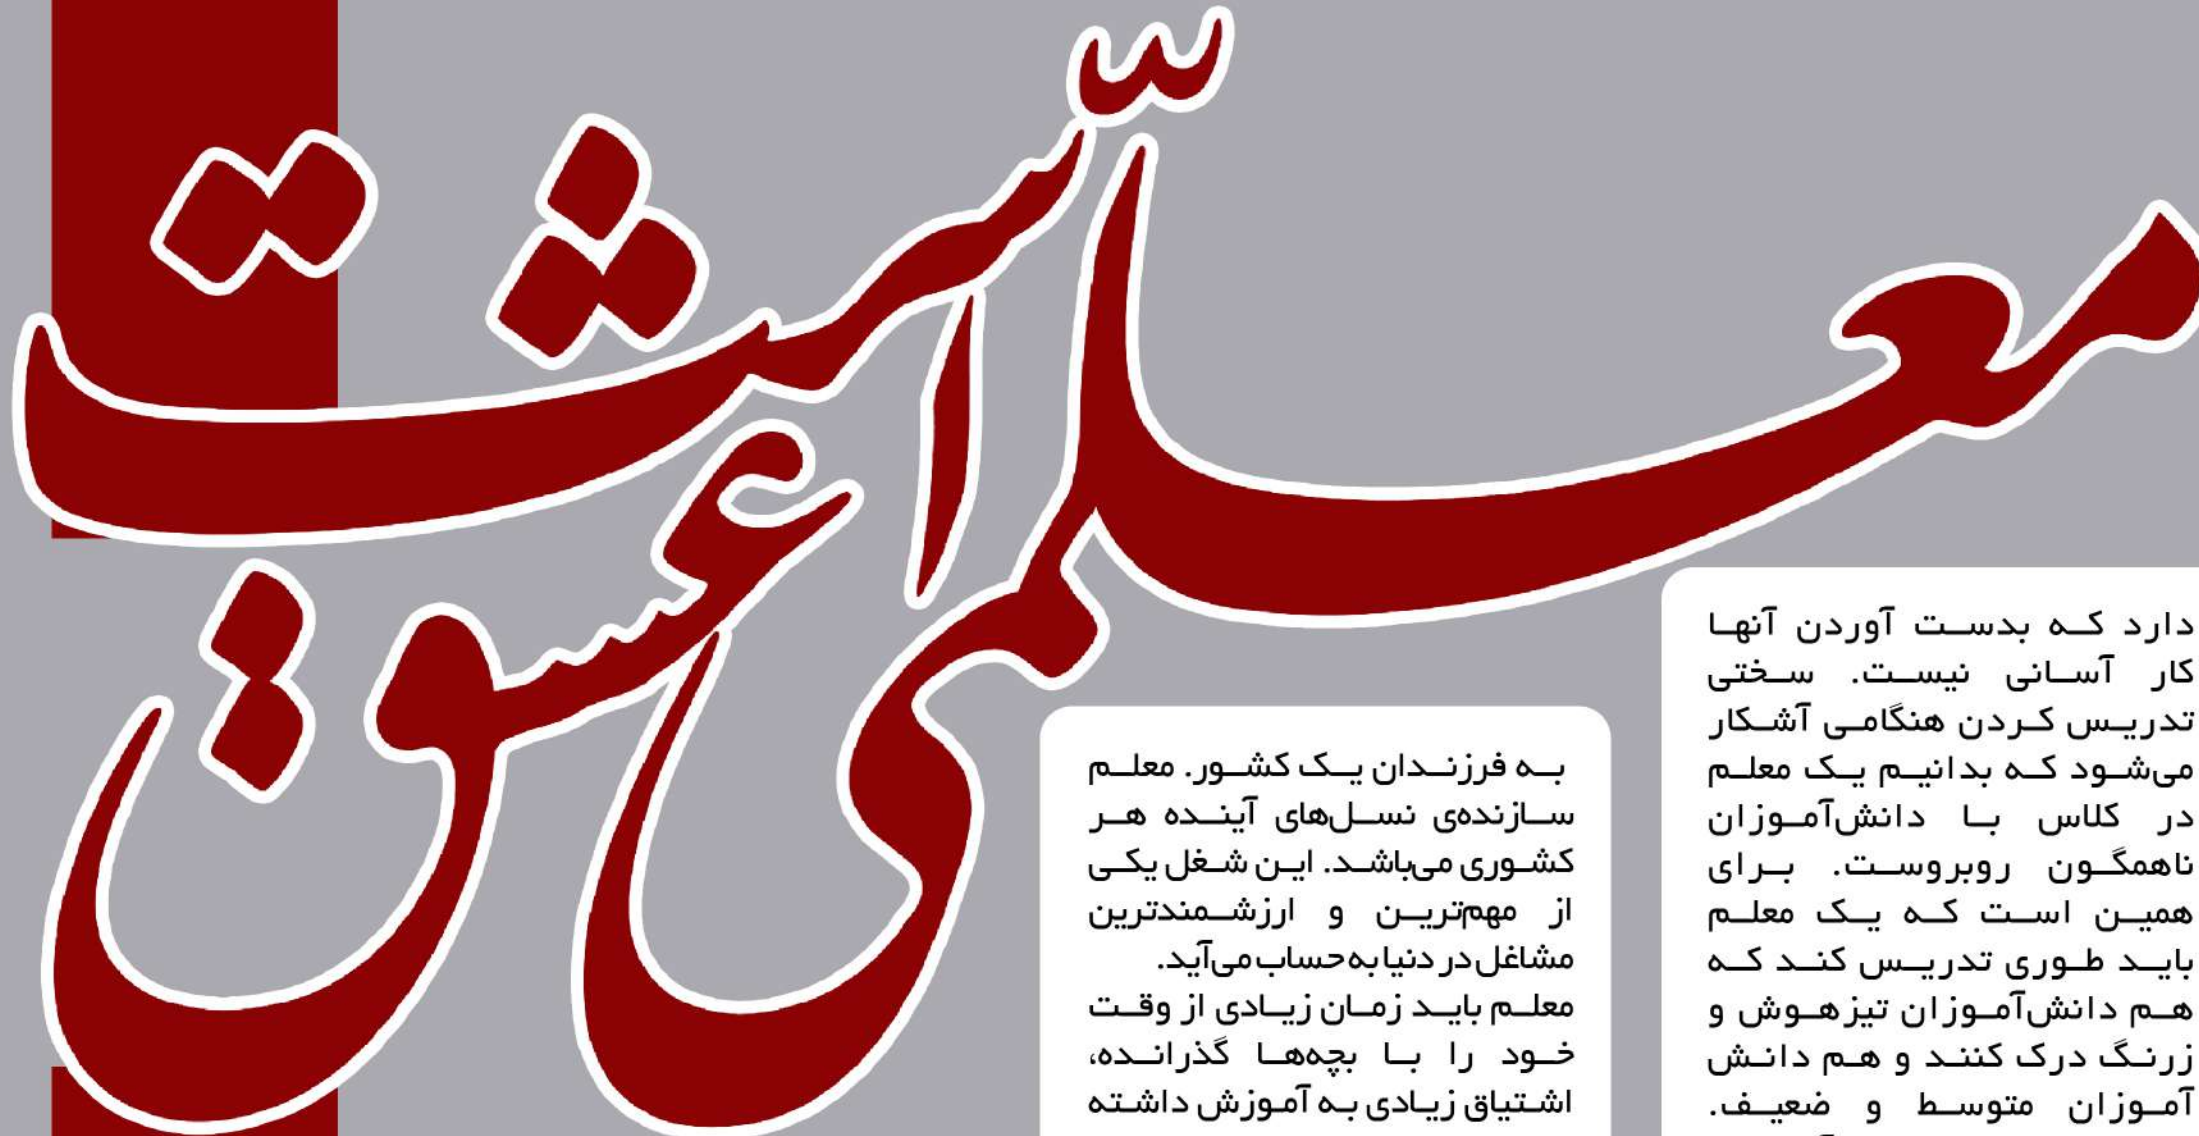 معلمی عشق است
دارد که بدست آوردن آنها
کار آسانی نیست. سختی
تدریس کردن هنگامی آشکار
می‌شود که بدانیم یک معلم
در کلاس با دانش‌آموزان
ناهمگون روبروست. برای
همین است که یک معلم
باید طوری تدریس کند که
هم دانش‌آموزان تیزهوش و
زرنگ درک کنند و هم دانش
آموزان متوسط و ضعیف.
به فرزندان یک کشور. معلم
سازنده‌ی نسل‌های آینده هر
کشوری می‌باشد. این شغل یکی
از مهم‌ترین و ارزشمندترین
مشاغل در دنیا به حساب می‌آید.
معلم باید زمان زیادی از وقت
خود را با بچه‌ها گذرانده،
اشتیاق زیادی به آموزش داشته